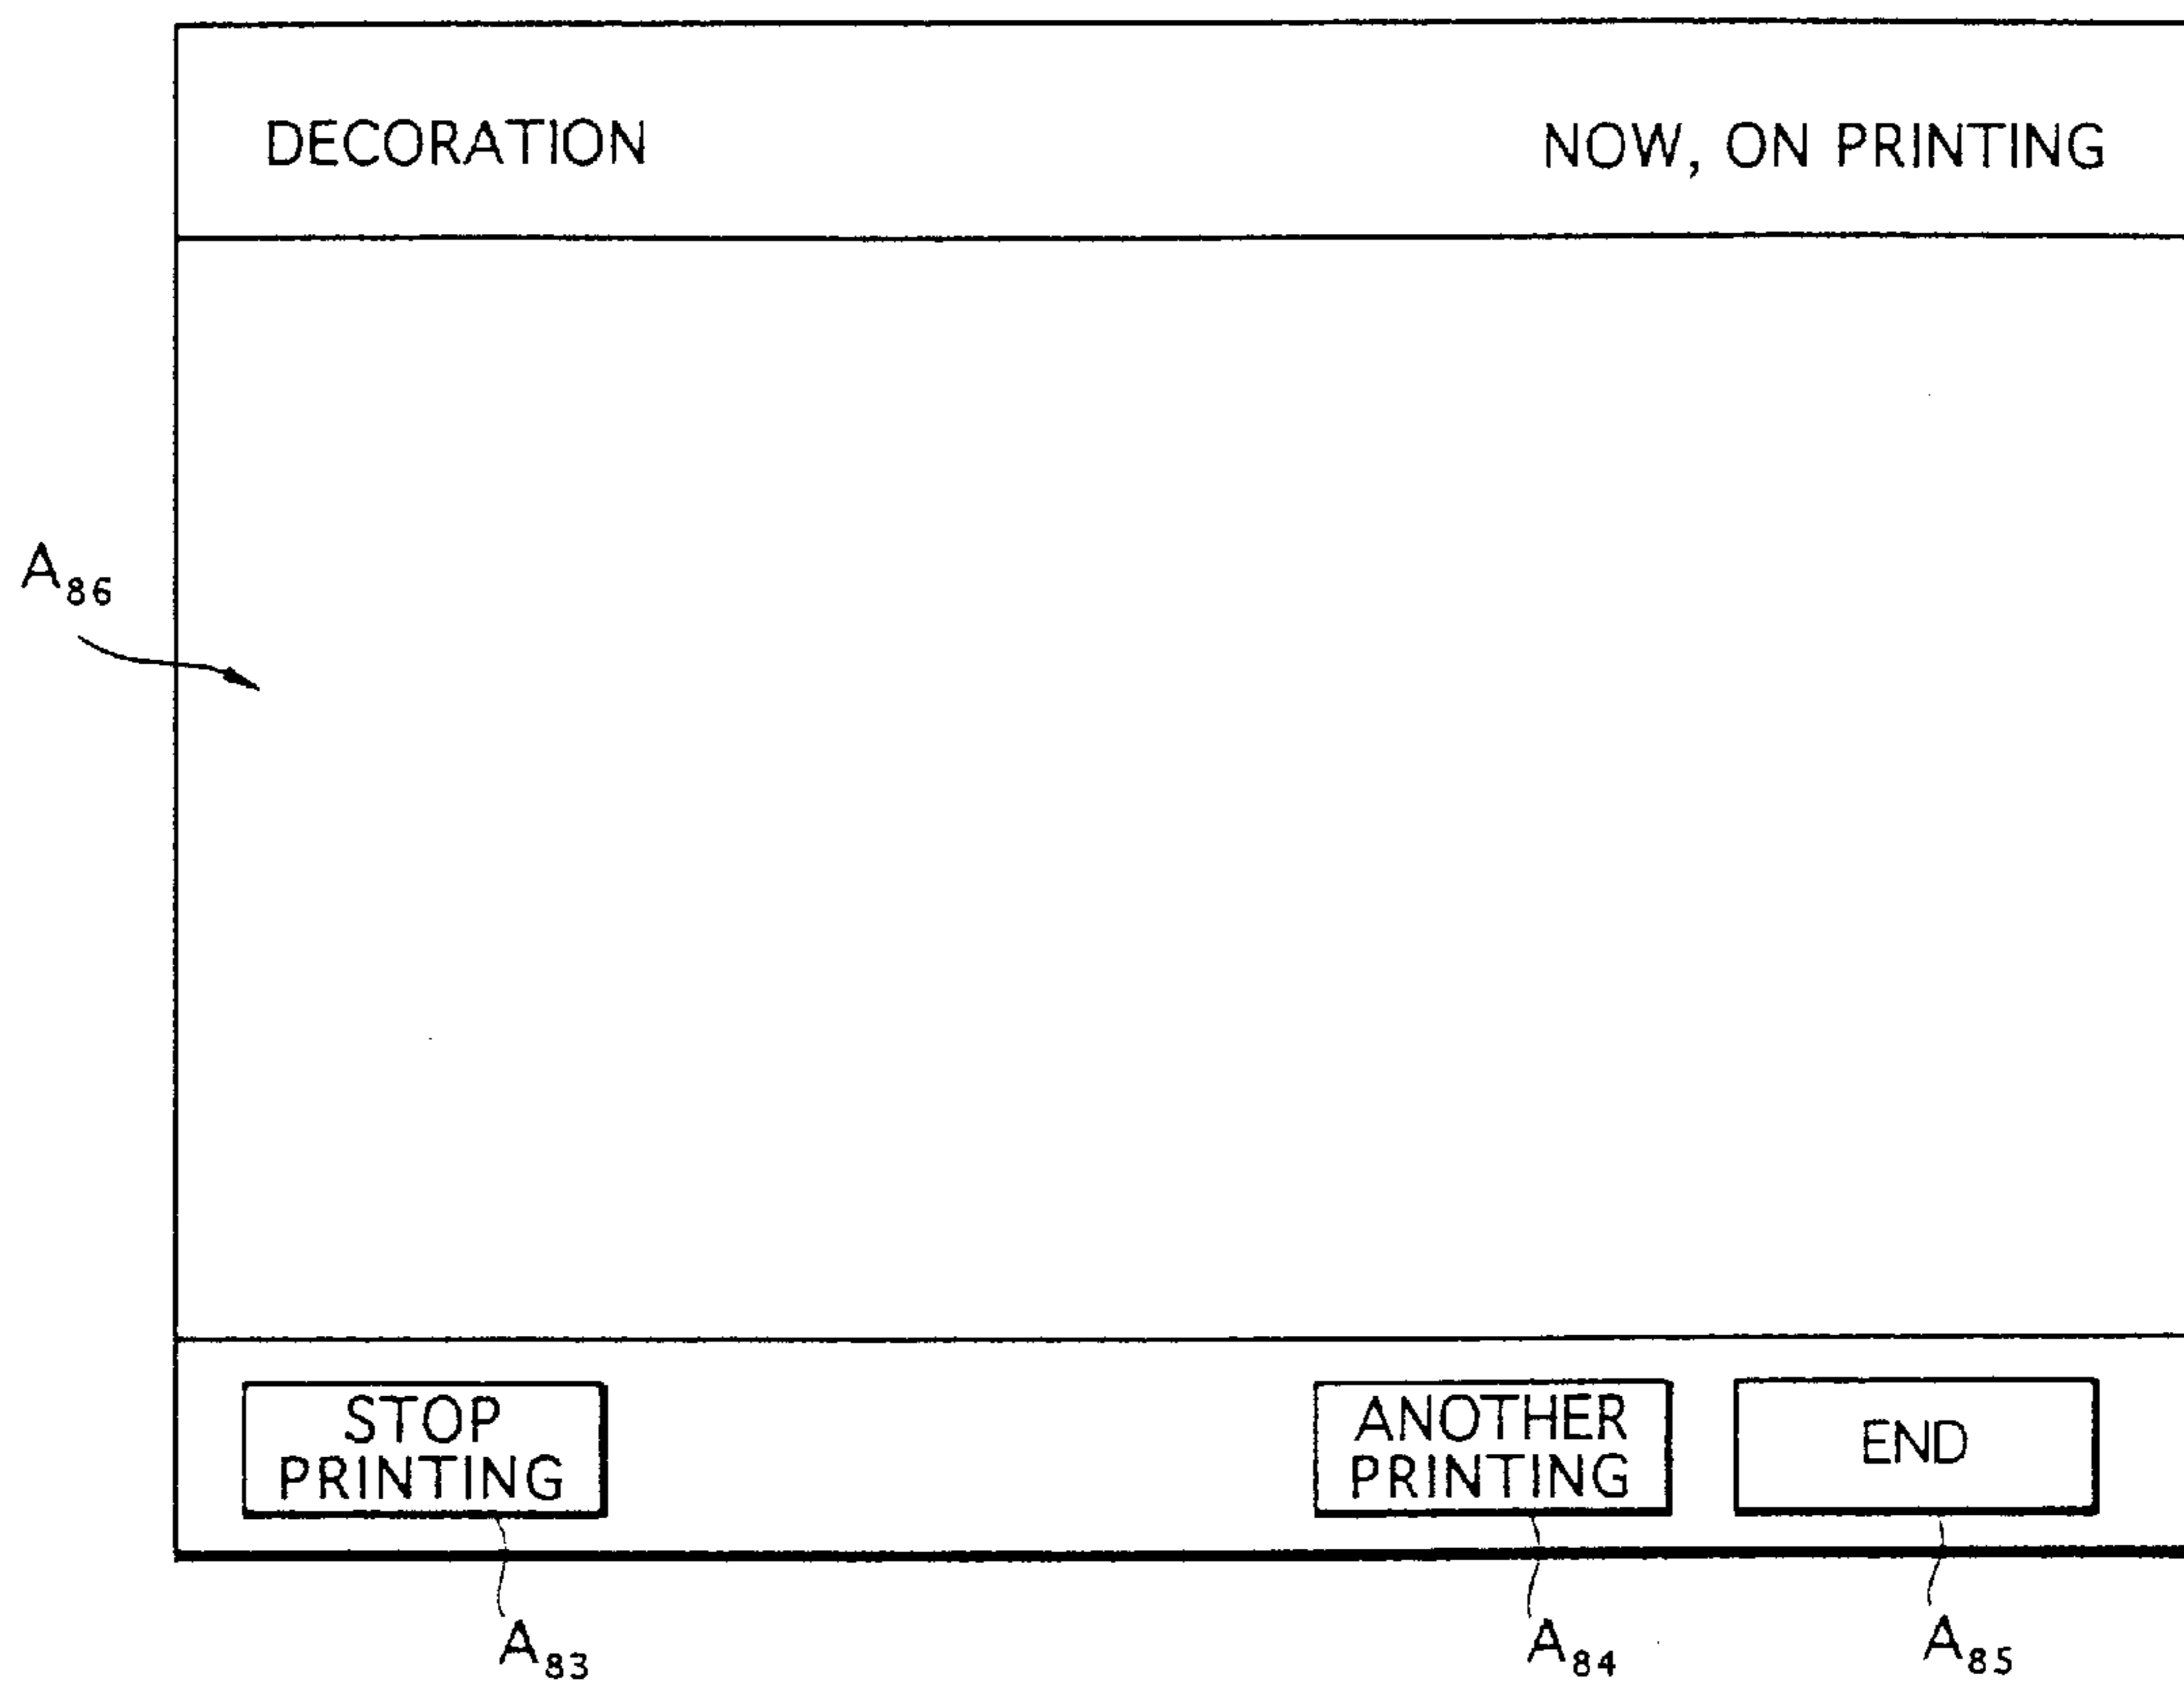 DECORATION
NOW, ON PRINTING
A86
STOP
PRINTING
ANOTHER
PRINTING
END
A83
A84
A85